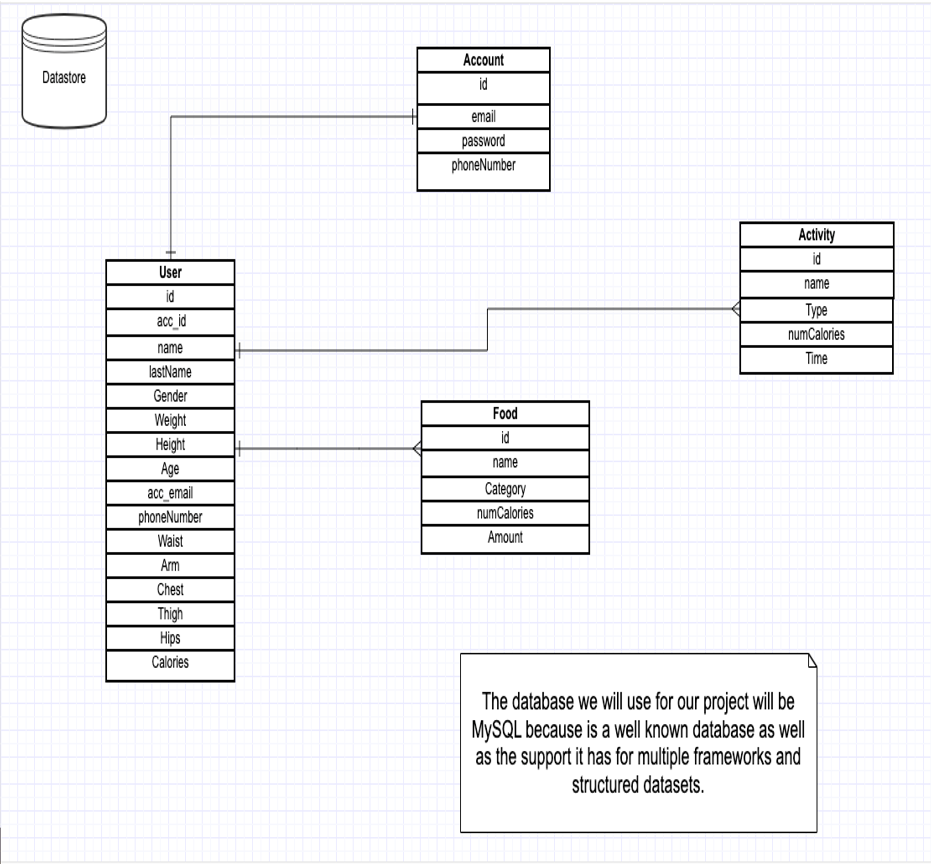 Datastore
Account
id
email
password
phoneNumber
Activity
id
name
Type
numCalories
Time
User
id
acc_id
name
lastName
Gender
Weight
Height
Age
acc_email
phoneNumber
Waist
Arm
Chest
Thigh
Hips
Calories
Food
id
name
Category
numCalories
Amount
The database we will use for our project will be
MySQL because is a well known database as well
as the support it has for multiple frameworks and
structured datasets.